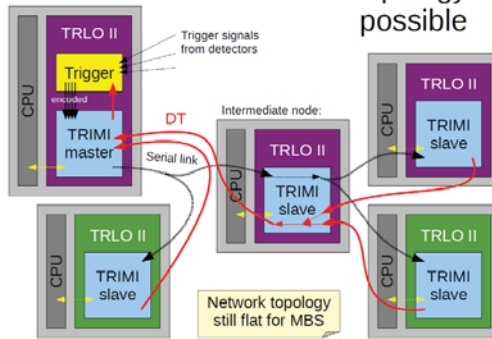 possible
TRLO II
Trigger
encoded
TRIMI
master
CPU
Trigger signals
from detectors
DT
Serial link
Intermediate node:
TRLO II
TRIMI
slave
CPU
TRLO II
TRIMI
slave
CPU
TRLO II
TRIMI
slave
CPU
TRLO II
TRIMI
slave
CPU
Network topology
still flat for MBS